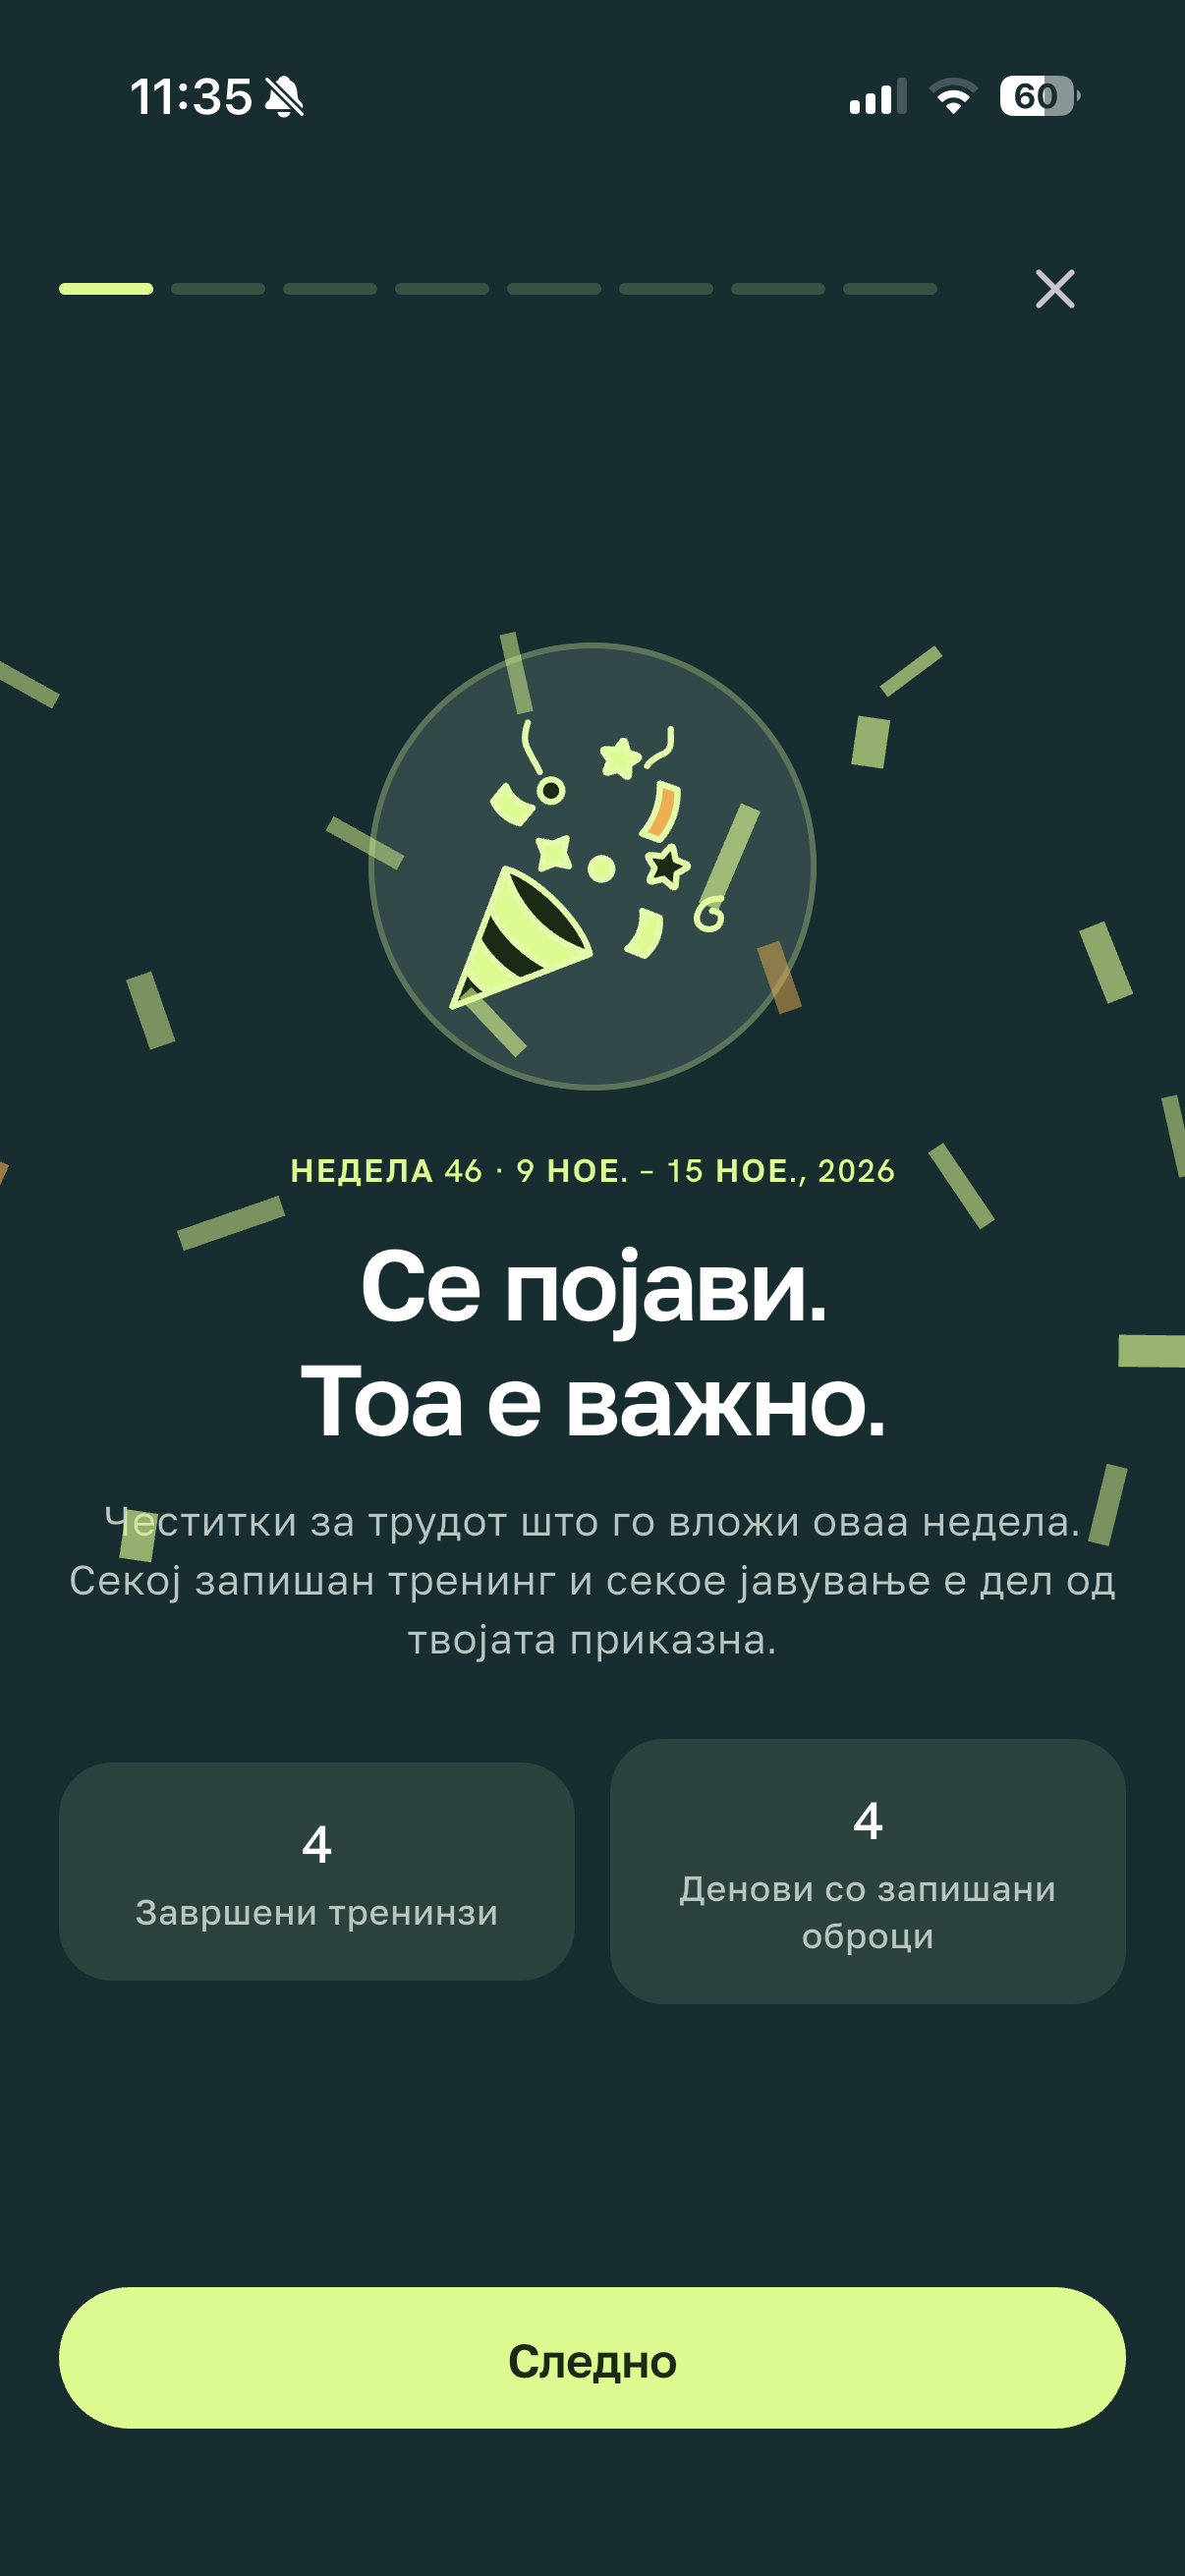 11:35
60
НЕДЕЛА 46 · 9 НОЕ. – 15 НОЕ., 2026
Се појави.
Тоа е важно.
Честитки за трудот што го вложи оваа недела.
Секој запишан тренинг и секое јавување е дел од
твојата приказна.
4
Завршени тренинзи
4
Денови со запишани
оброци
Следно